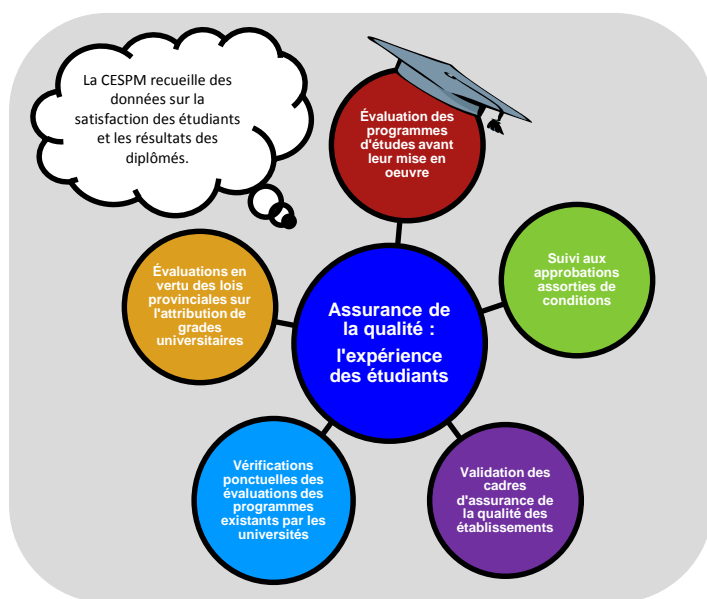 La CESPM recueille des
données sur la
satisfaction des étudiants
et les résultats des
diplômés.
Évaluation des
programmes
d'études avant
leur mise en
oeuvre
Suivi aux
approbations
assorties de
conditions
Évaluations en
vertu des lois
provinciales sur
l'attribution de
grades
universitaires
Assurance de
la qualité :
l'expérience
des étudiants
Vérifications
ponctuelles des
évaluations des
programmes
existants par les
universités
Validation des
cadres
d'assurance de
la qualité des
établissements